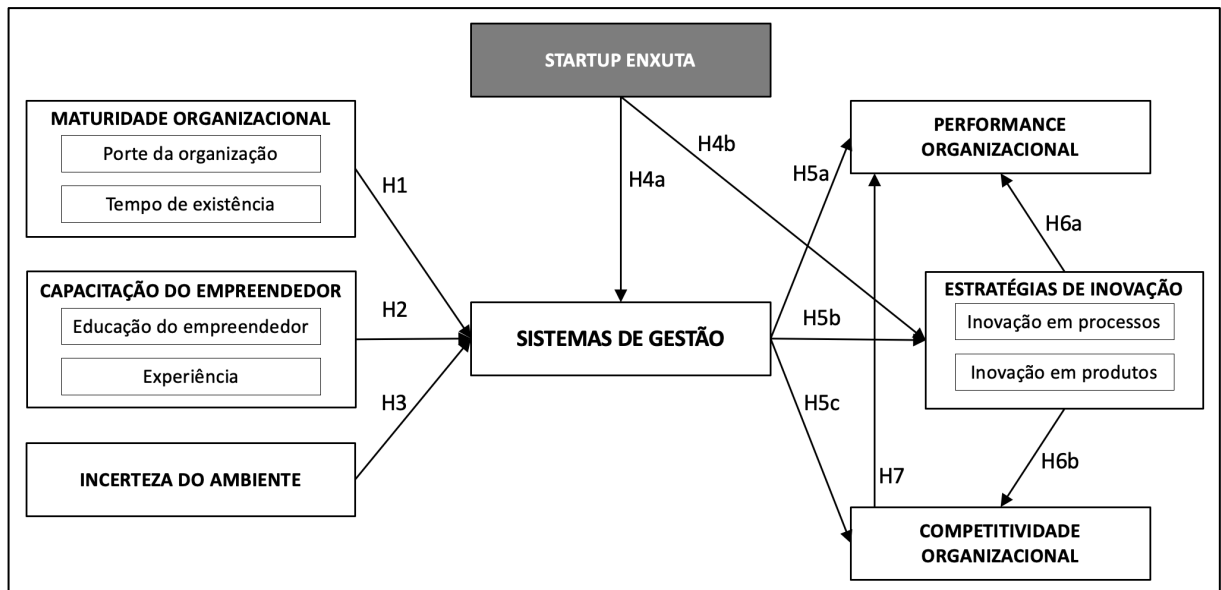 STARTUP ENXUTA
MATURIDADE ORGANIZACIONAL
Porte da organização
Tempo de existência
H1
CAPACITAÇÃO DO EMPREENDEDOR
Educação do empreendedor
Experiência
H2
INCERTEZA DO AMBIENTE
H3
H4a
H4b
SISTEMAS DE GESTÃO
H5a
H5b
H5c
PERFORMANCE
ORGANIZACIONAL
H6a
ESTRATÉGIAS DE INOVAÇÃO
Inovação em processos
Inovação em produtos
H6b
H7
COMPETITIVIDADE
ORGANIZACIONAL